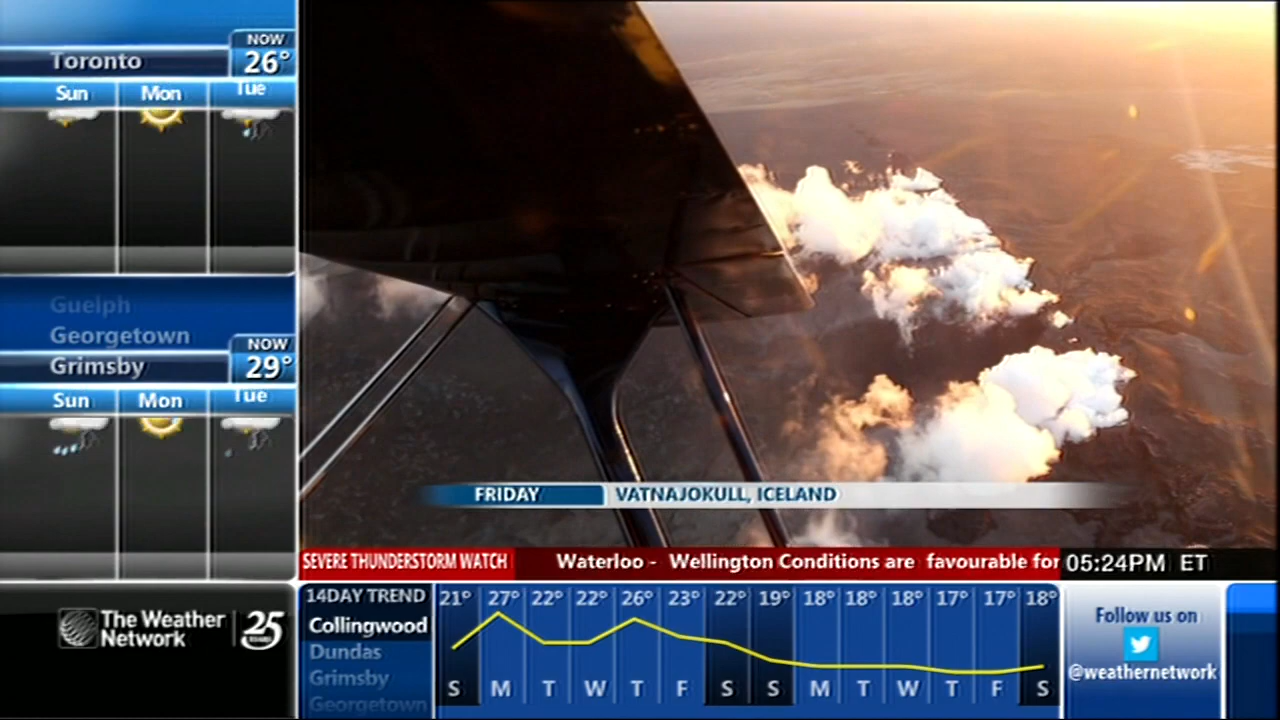 NOW
Toronto 26°
Sun Mon Tue
Guelph
Georgetown
NOW
Grimsby 29°
Sun Mon Tue
FRIDAY VATNAJOKULL, ICELAND
SEVERE THUNDERSTORM WATCH Waterloo - Wellington Conditions are favourable for 05:24PM ET
The Weather
Network 25
14DAY TREND 21° 27° 22° 22° 26° 23° 22° 19° 18° 18° 18° 17° 17° 18°
Collingwood
Dundas
Grimsby
Georgetown
S M T W T F S S M T W T F S
Follow us on
@weathernetwork